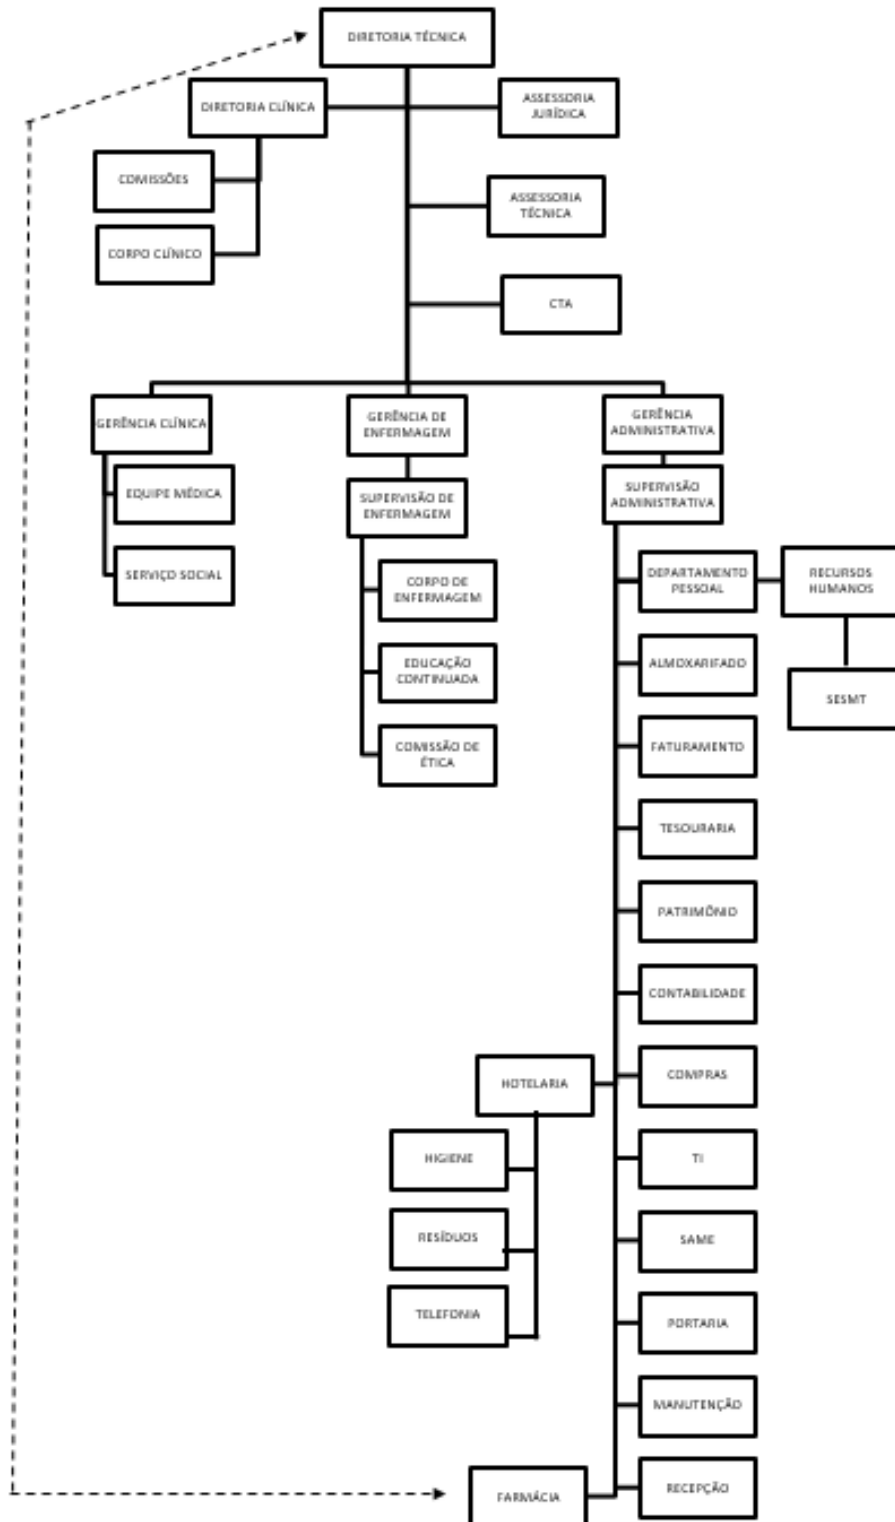 DIRETORIA TÉCNICA
DIRETORIA CLÍNICA
ASSESSORIA
JURÍDICA
COMISSÕES
ASSESSORIA
TÉCNICA
CORPO CLÍNICO
CTA
GERÊNCIA CLÍNICA
EQUIPE MÉDICA
SERVIÇO SOCIAL
GERÊNCIA DE
ENFERMAGEM
SUPERVISÃO DE
ENFERMAGEM
CORPO DE
ENFERMAGEM
EDUCAÇÃO
CONTINUADA
COMISSÃO DE
ÉTICA
GERÊNCIA
ADMINISTRATIVA
SUPERVISÃO
ADMINISTRATIVA
DEPARTAMENTO
PESSOAL
RECURSOS
HUMANOS
SESMT
ALMOXARIFADO
FATURAMENTO
TESOURARIA
PATRIMÔNIO
CONTABILIDADE
COMPRAS
HOTELARIA
HIGIENE
RESÍDUOS
TELEFONIA
TI
SAME
PORTARIA
MANUTENÇÃO
RECEPÇÃO
FARMÁCIA